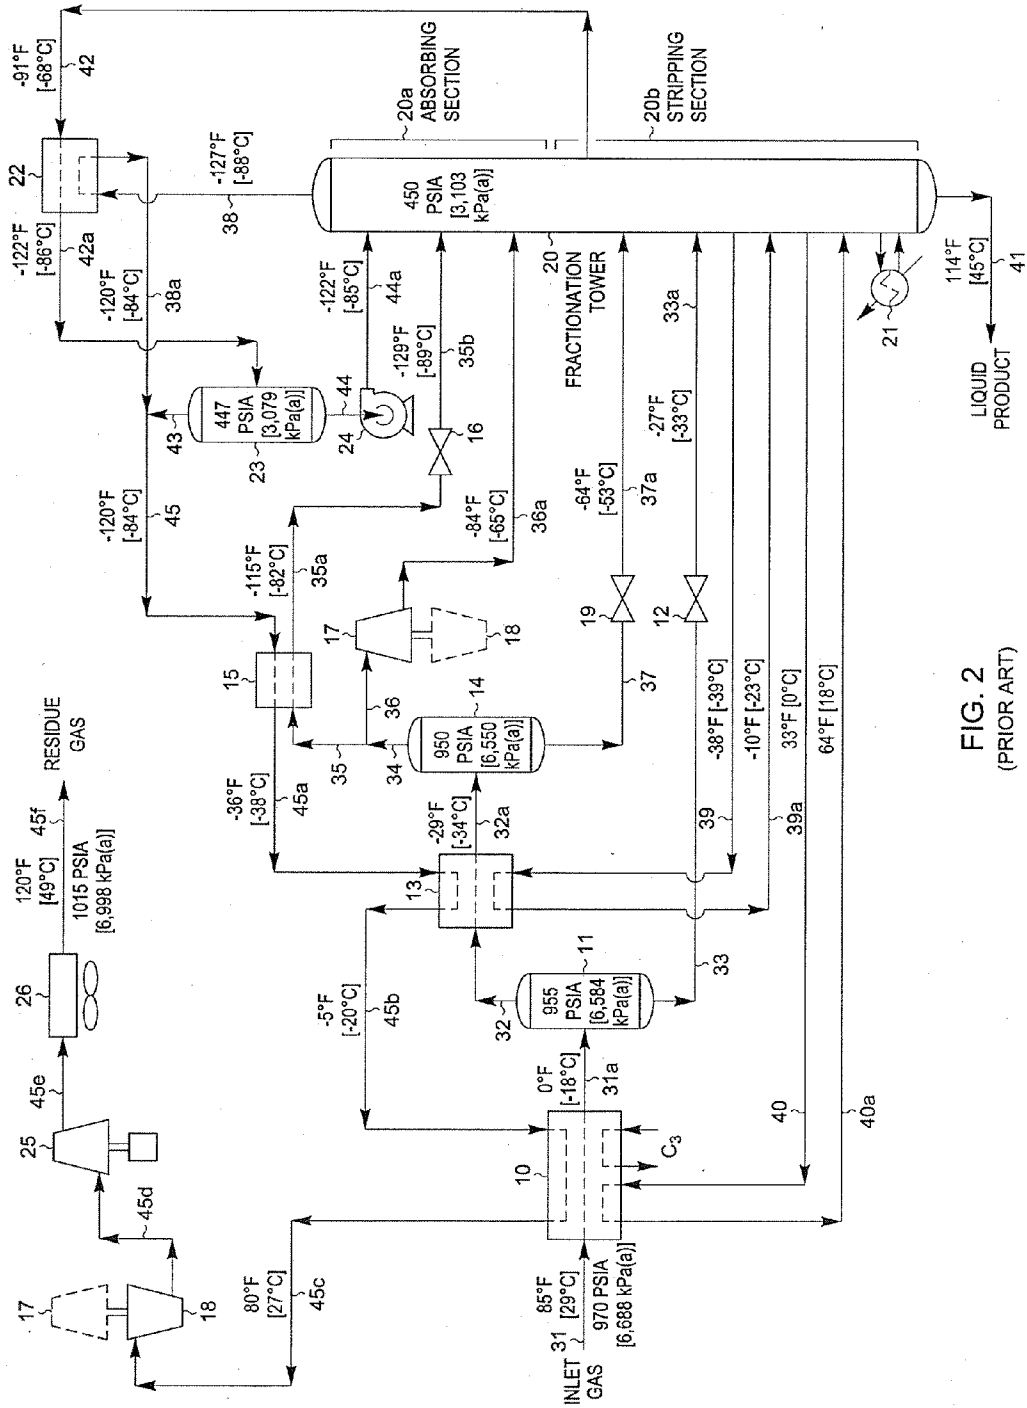 -91°F
[-68°C]
42
22
-122°F
[-86°C]
42a
-127°F
[-88°C]
38
-120°F
[-84°C]
38a
20a
ABSORBING
SECTION
20b
STRIPPING
SECTION
450
PSIA
[3,103
kPa(a)]
20
FRACTIONATION
TOWER
447
PSIA
[3,079
kPa(a)]
23
43
44
24
-122°F
[-85°C]
44a
-129°F
[-89°C]
35b
16
-120°F
[-84°C]
45
-115°F
[-82°C]
35a
15
-84°F
[-65°C]
36a
17
18
36
35
34
14
950
PSIA
[6,550
kPa(a)]
37
19
-64°F
[-53°C]
37a
-27°F
[-33°C]
33a
12
114°F
[45°C]
41
21
LIQUID
PRODUCT
-38°F [-39°C]
39
-10°F [-23°C]
39a
33°F [0°C]
40
64°F [18°C]
40a
-36°F
[-38°C]
45a
-29°F
[-34°C]
32a
13
32
33
11
955
PSIA
[6,584
kPa(a)]
-5°F
[-20°C]
45b
0°F
[-18°C]
31a
10
C3
INLET
GAS
31
85°F
[29°C]
970 PSIA
[6,688 kPa(a)]
80°F
[27°C]
45c
17
18
45d
25
45e
26
120°F
[49°C]
45f
1015 PSIA
[6,998 kPa(a)]
RESIDUE
GAS
FIG. 2
(PRIOR ART)